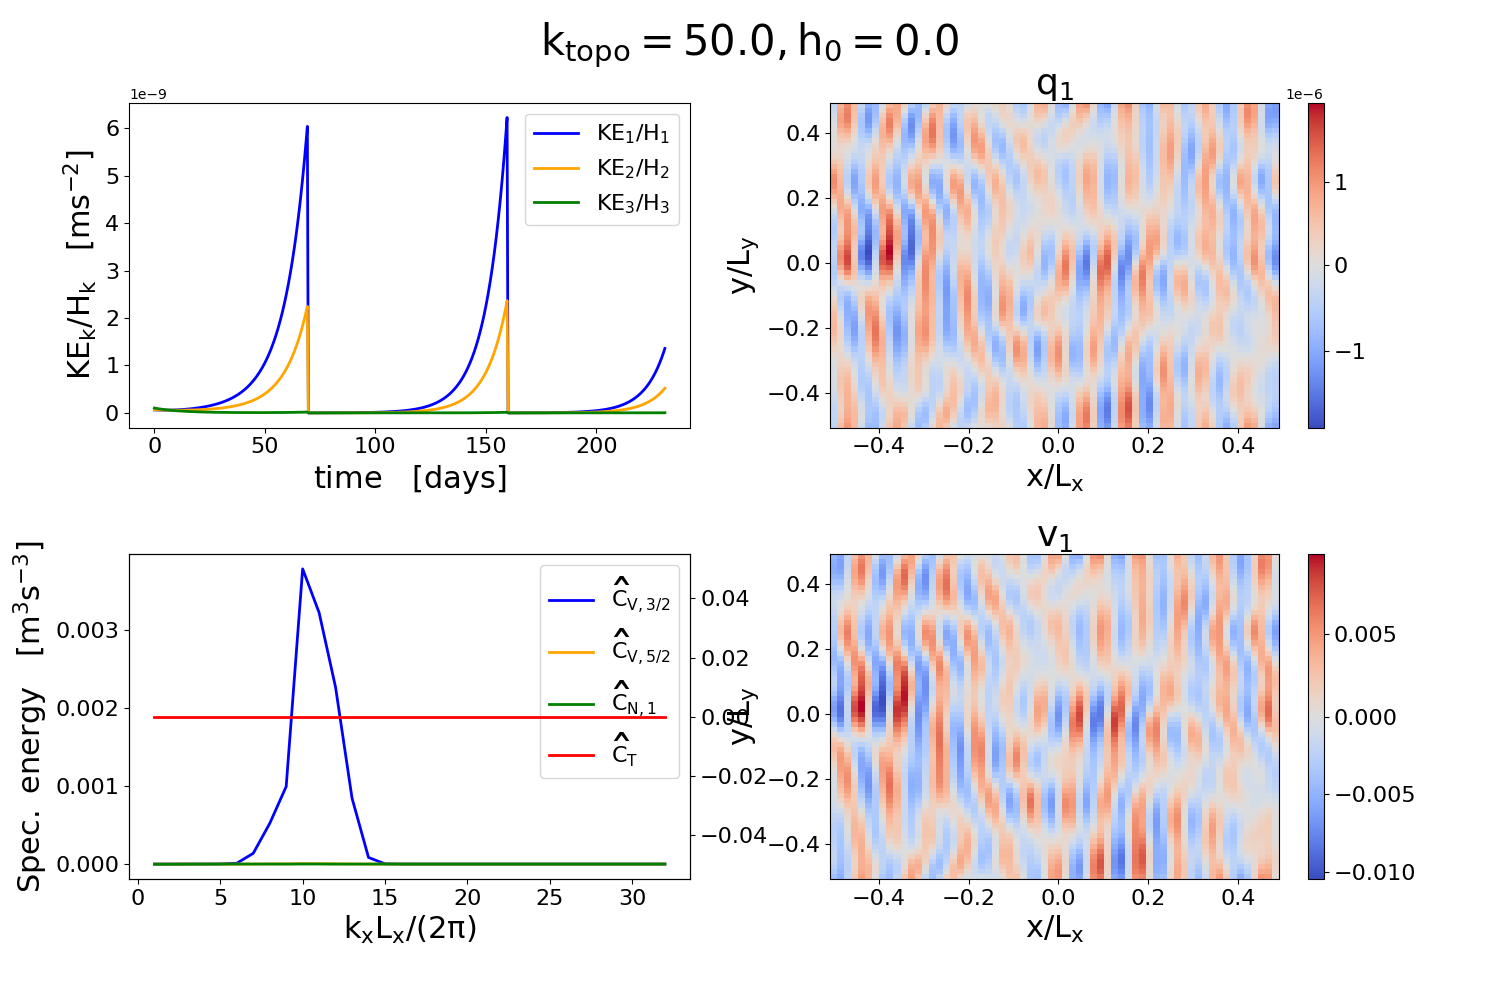 k_topo = 50.0, h_0 = 0.0
1e−9
KE_k/H_k [ms^−2]
6
5
4
3
2
1
0
KE_1/H_1
KE_2/H_2
KE_3/H_3
0 50 100 150 200
time [days]
q_1
1e−6
y/L_y
0.4
0.2
0.0
−0.2
−0.4
−0.4 −0.2 0.0 0.2 0.4
x/L_x
1
0
−1
Spec. energy [m^3s^−3]
0.003
0.002
0.001
0.000
Ĉ_V,3/2
Ĉ_V,5/2
Ĉ_N,1
Ĉ_T
0.04
0.02
0.00
−0.02
−0.04
0 5 10 15 20 25 30
k_xL_x/(2π)
v_1
y/L_y
0.4
0.2
0.0
−0.2
−0.4
−0.4 −0.2 0.0 0.2 0.4
x/L_x
0.005
0.000
−0.005
−0.010